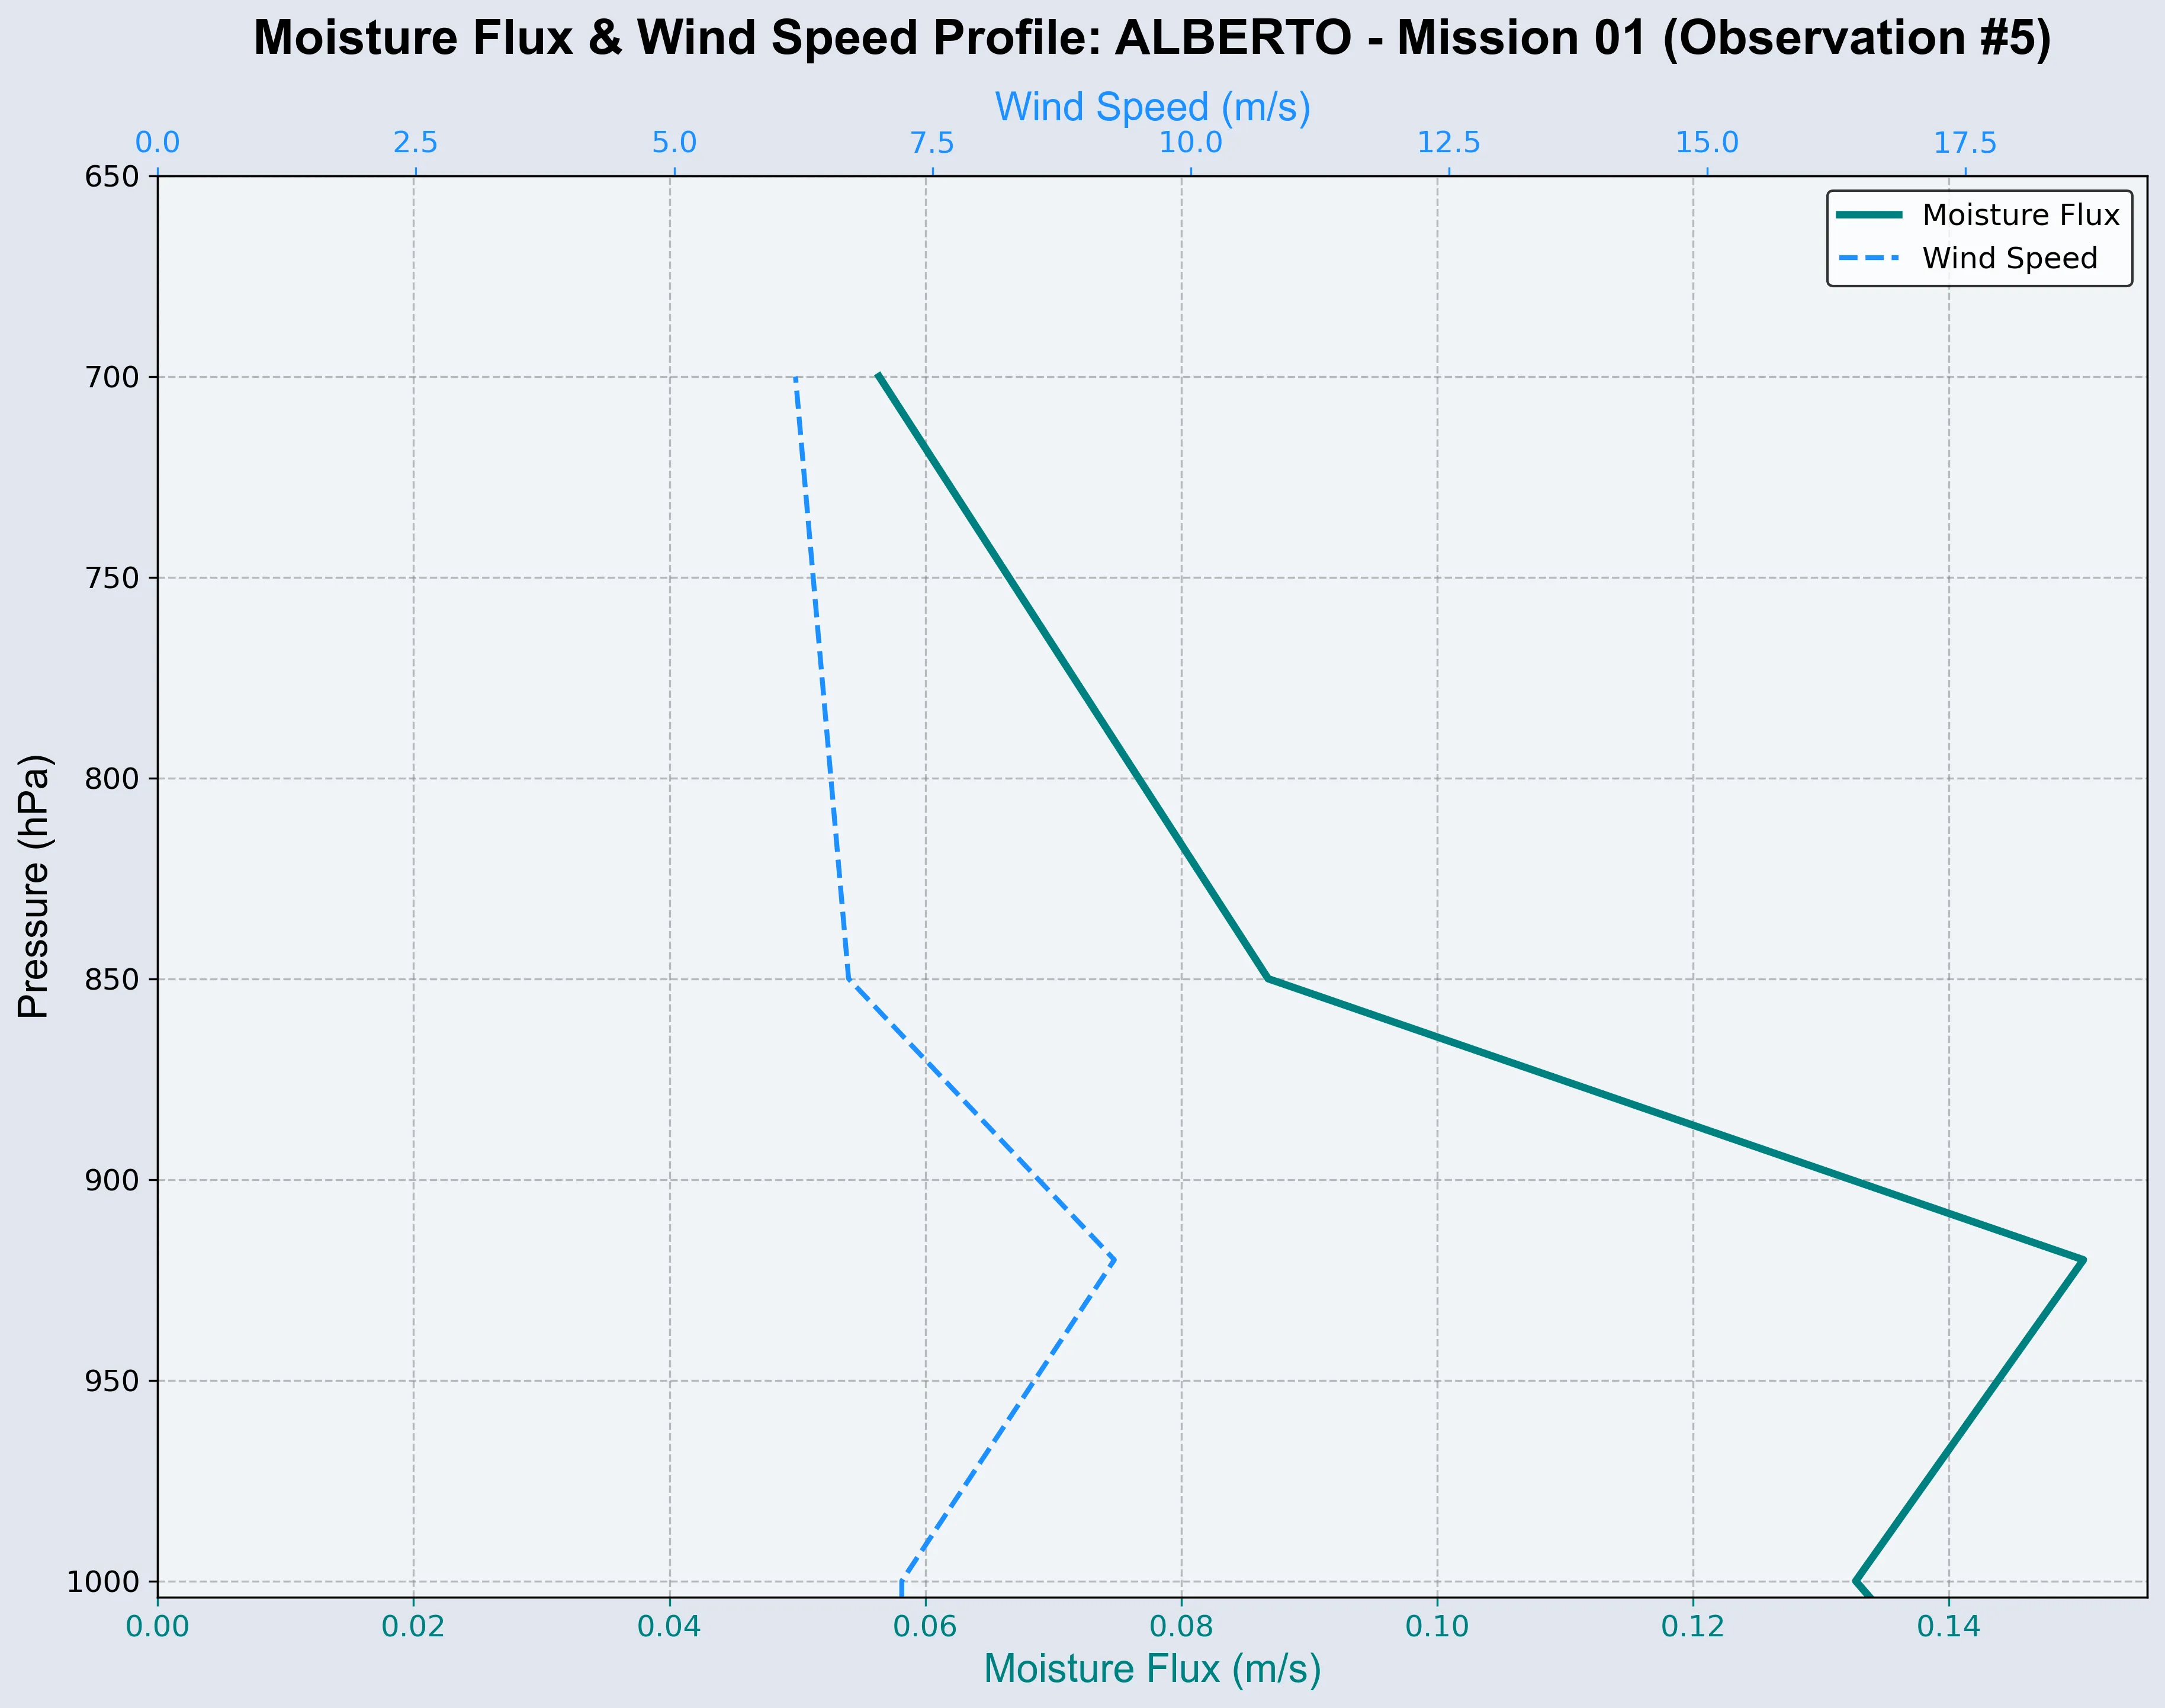 Moisture Flux & Wind Speed Profile: ALBERTO - Mission 01 (Observation #5)
Wind Speed (m/s)
0.0 2.5 5.0 7.5 10.0 12.5 15.0 17.5
Moisture Flux
Wind Speed
650
700
750
800
850
900
950
1000
Pressure (hPa)
0.00 0.02 0.04 0.06 0.08 0.10 0.12 0.14
Moisture Flux (m/s)